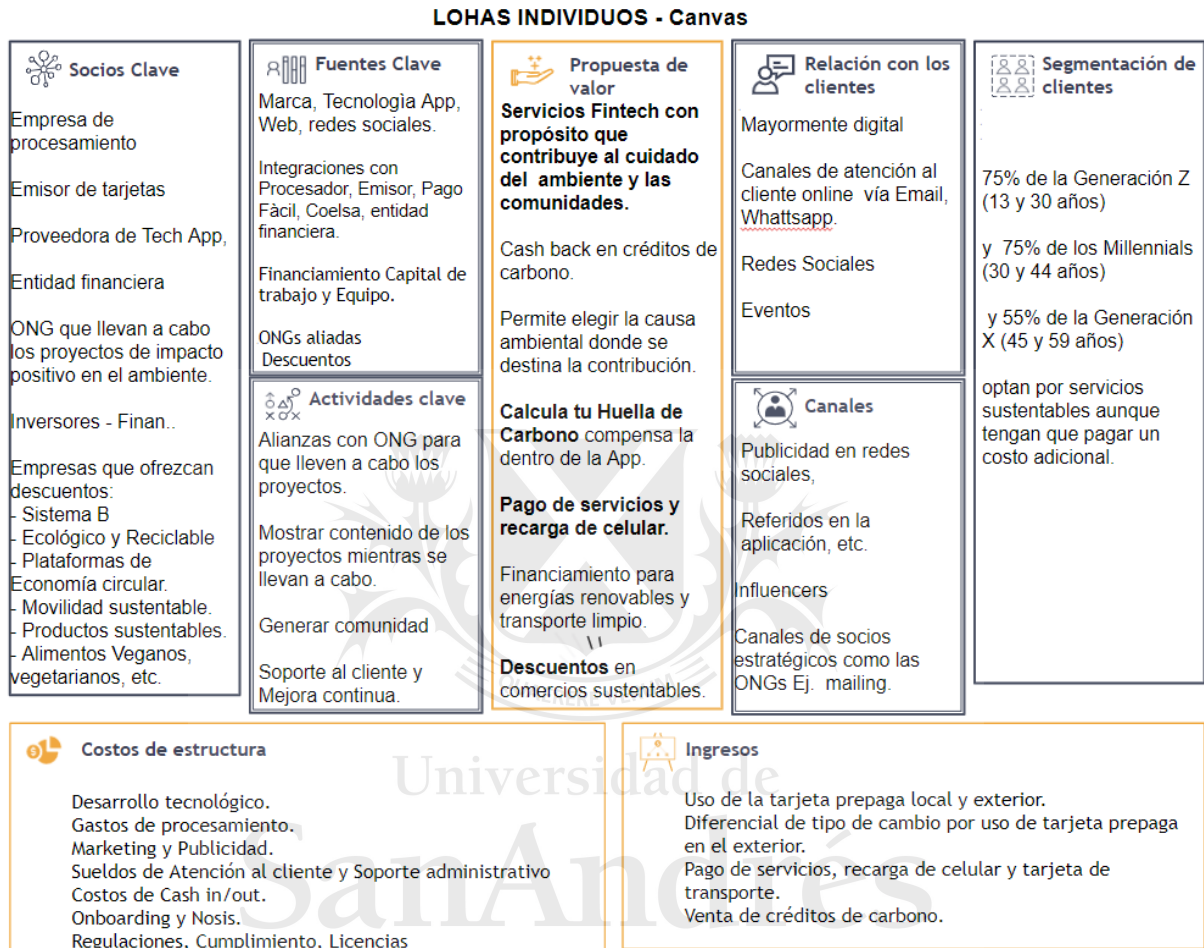 LOHAS INDIVIDUOS - Canvas
Socios Clave
Empresa de
procesamiento
Emisor de tarjetas
Proveedora de Tech App,
Entidad financiera
ONG que llevan a cabo
los proyectos de impacto
positivo en el ambiente.
Inversores - Finan..
Empresas que ofrezcan
descuentos:
- Sistema B
- Ecológico y Reciclable
- Plataformas de
Economía circular.
- Movilidad sustentable.
- Productos sustentables.
- Alimentos Veganos,
vegetarianos, etc.
Fuentes Clave
Marca, Tecnologìa App,
Web, redes sociales.
Integraciones con
Procesador, Emisor, Pago
Fàcil, Coelsa, entidad
financiera.
Financiamiento Capital de
trabajo y Equipo.
ONGs aliadas
Descuentos
Actividades clave
Alianzas con ONG para
que lleven a cabo los
proyectos.
Mostrar contenido de los
proyectos mientras se
llevan a cabo.
Generar comunidad
Soporte al cliente y
Mejora continua.
Propuesta de
valor
Servicios Fintech con
propósito que
contribuye al cuidado
del ambiente y las
comunidades.
Cash back en créditos de
carbono.
Permite elegir la causa
ambiental donde se
destina la contribución.
Calcula tu Huella de
Carbono compensa la
dentro de la App.
Pago de servicios y
recarga de celular.
Financiamiento para
energías renovables y
transporte limpio.
Descuentos en
comercios sustentables.
Relación con los
clientes
Mayormente digital
Canales de atención al
cliente online vía Email,
Whattsapp.
Redes Sociales
Eventos
Canales
Publicidad en redes
sociales,
Referidos en la
aplicación, etc.
Influencers
Canales de socios
estratégicos como las
ONGs Ej. mailing.
Segmentación de
clientes
75% de la Generación Z
(13 y 30 años)
y 75% de los Millennials
(30 y 44 años)
y 55% de la Generación
X (45 y 59 años)
optan por servicios
sustentables aunque
tengan que pagar un
costo adicional.
Costos de estructura
Desarrollo tecnológico.
Gastos de procesamiento.
Marketing y Publicidad.
Sueldos de Atención al cliente y Soporte administrativo
Costos de Cash in/out.
Onboarding y Nosis.
Regulaciones, Cumplimiento, Licencias
Ingresos
Uso de la tarjeta prepaga local y exterior.
Diferencial de tipo de cambio por uso de tarjeta prepaga
en el exterior.
Pago de servicios, recarga de celular y tarjeta de
transporte.
Venta de créditos de carbono.
Universidad de
SanAndrés